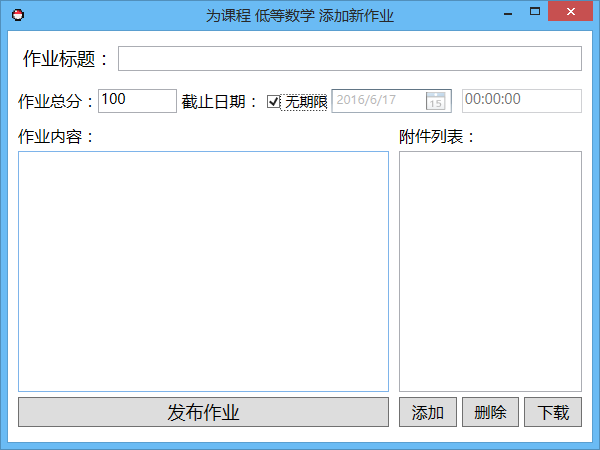 为课程 低等数学 添加新作业
作业标题：
作业总分：100 截止日期： 无期限 2016/6/17 15 00:00:00
作业内容： 附件列表：
发布作业 添加 删除 下载